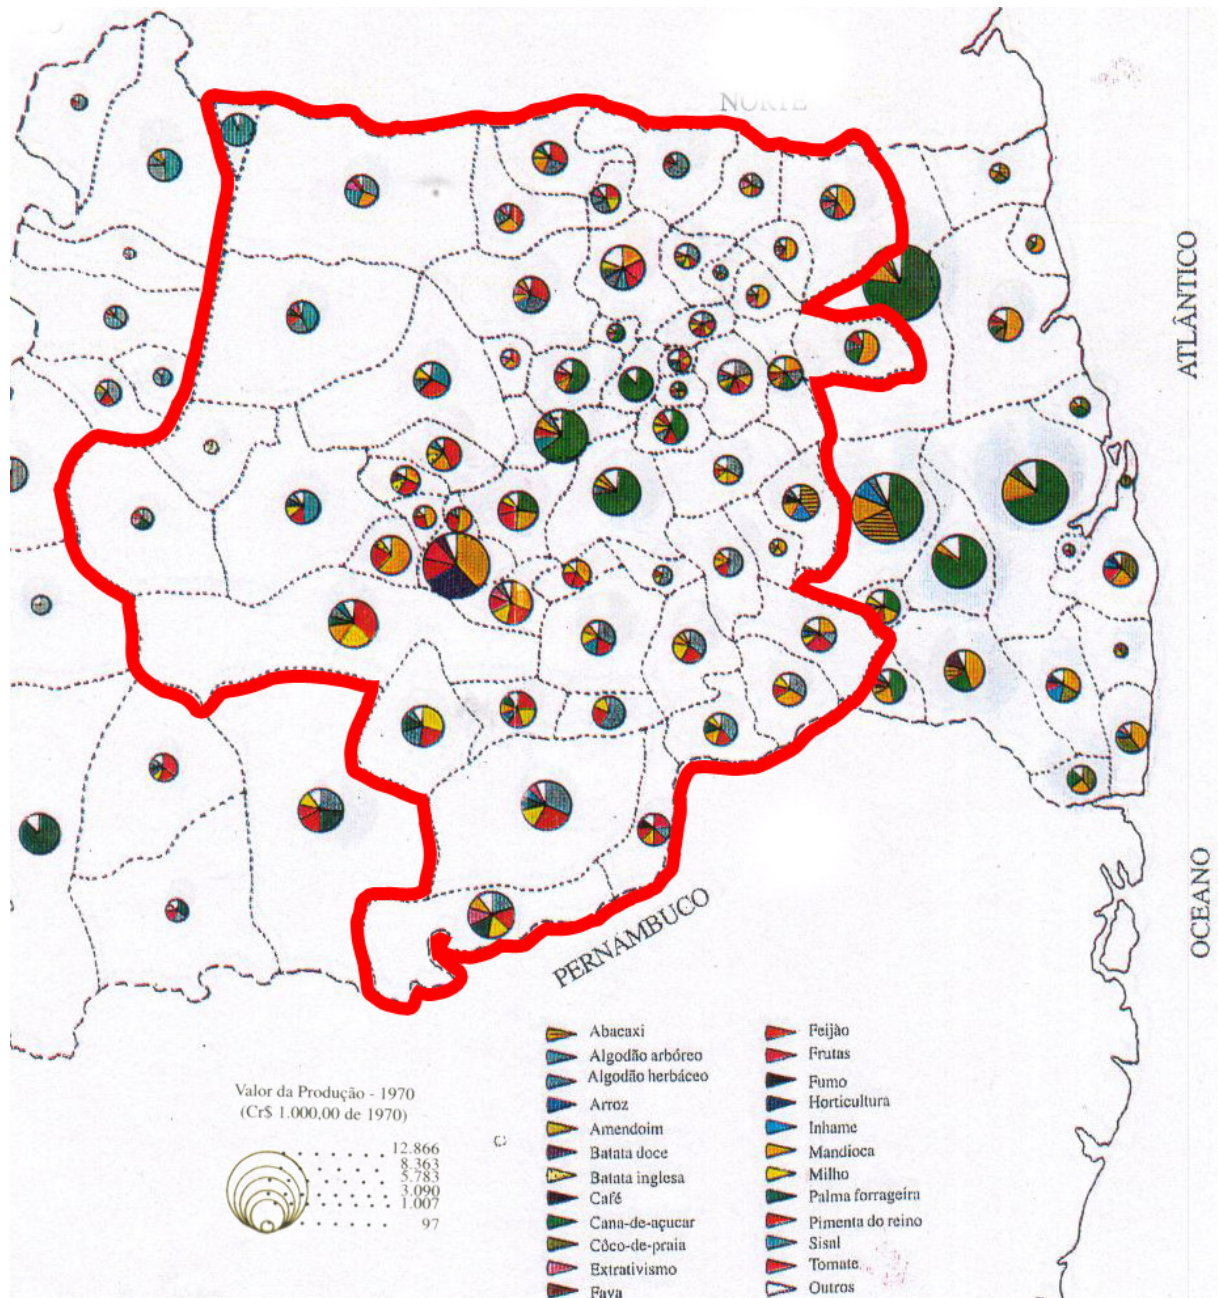 NORTE
ATLÂNTICO
OCEANO
PERNAMBUCO
Valor da Produção - 1970
(Cr$ 1.000,00 de 1970)
12.866
8.363
5.783
3.090
1.007
97
Abacaxi
Algodão arbóreo
Algodão herbáceo
Arroz
Amendoim
Batata doce
Batata inglesa
Café
Cana-de-açucar
Côco-de-praia
Extrativismo
Fava
Feijão
Frutas
Fumo
Horticultura
Inhame
Mandioca
Milho
Palma forrageira
Pimenta do reino
Sisal
Tomate
Outros